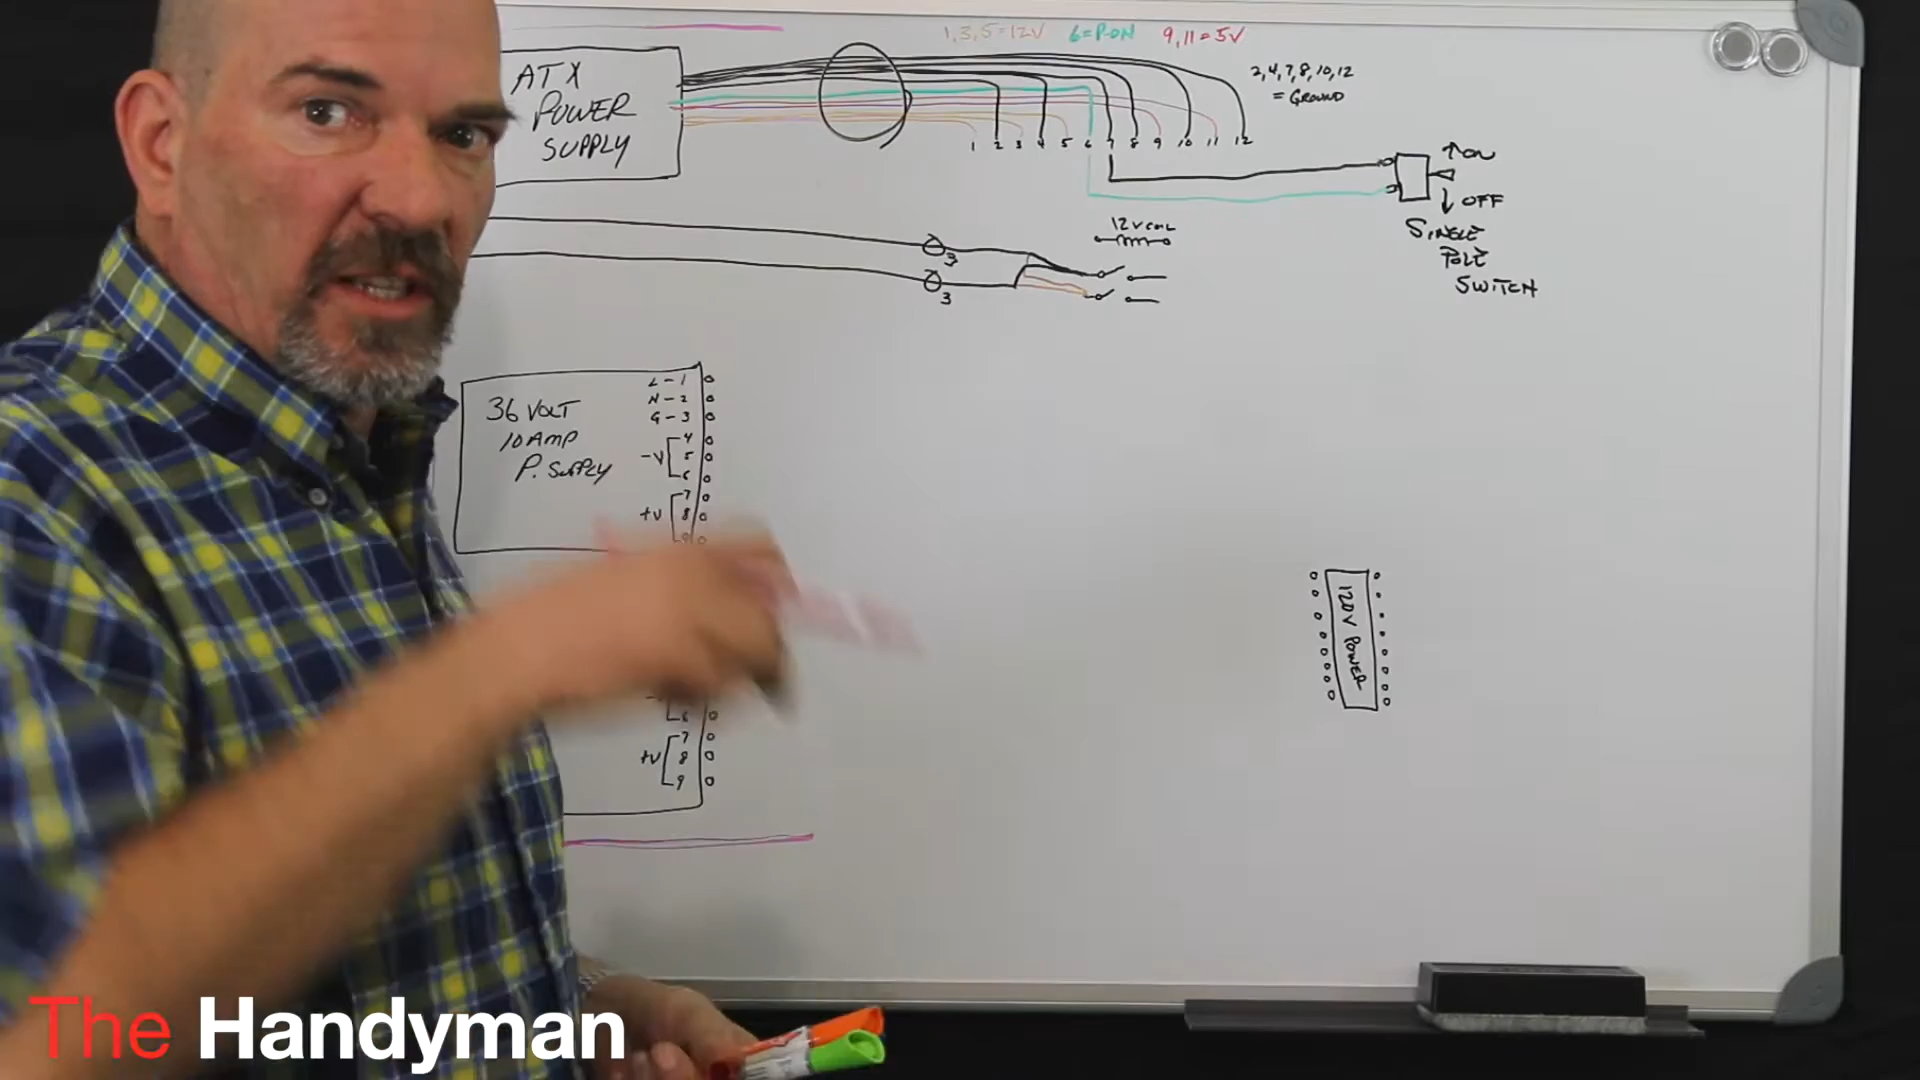 1,3,5=12V 6=P-ON 9,11=5V
ATX
POWER
SUPPLY
2,4,7,8,10,12
= GROUND
1 2 3 4 5 6 7 8 9 10 11 12
ON
OFF
SINGLE
POLE
SWITCH
12V COIL
3
3
36 VOLT
10 AMP
P. SUPPLY
L-1
N-2
G-3
-V
4
5
6
+V
7
8
9
120V POWER
6
+V
7
8
9
The Handyman